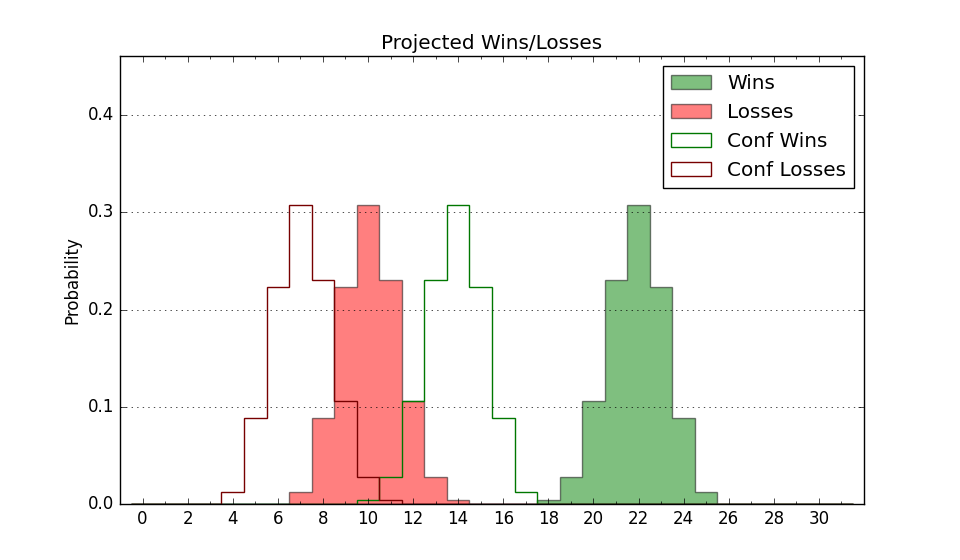 Projected Wins/Losses
Wins
Losses
Conf Wins
Conf Losses
Probability
0.4
0.3
0.2
0.1
0.0
0 2 4 6 8 10 12 14 16 18 20 22 24 26 28 30